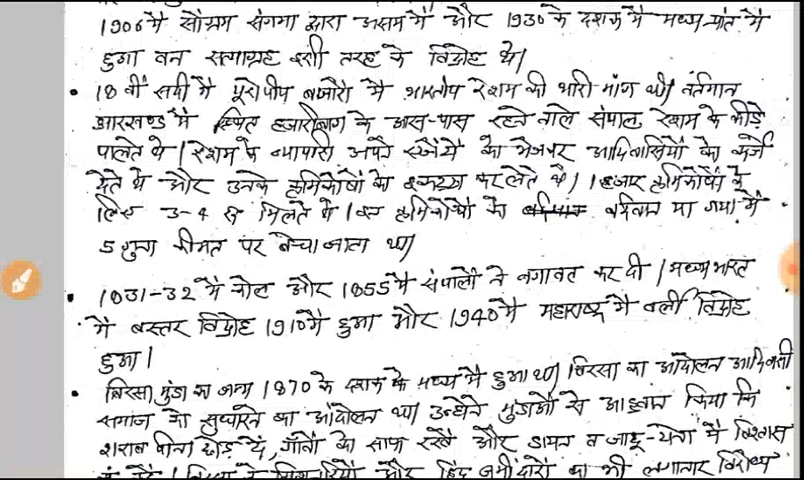 1906 में सोंग्रम संगमा द्वारा असम में और 1930 के दशक में मध्य प्रांत में
हुआ वन सत्याग्रह इसी तरह के विद्रोह थे।
• 18 वीं सदी में यूरोपीय बाजारों में भारतीय रेशम की भारी मांग थी। वर्तमान
झारखण्ड में स्थित हजारीबाग के आस-पास रहने वाले संथाल रेशम के कीड़े
पालते थे। रेशम के व्यापारी अपने एजेंटों को भेजकर आदिवासियों को कर्जे
देते थे और उनके कृमिकोषों को इकट्ठा कर लेते थे। 1 हजार कृमिकोषों के
लिए 3-4 रु मिलते थे। इन कृमिकोषों को बर्दवान या गया में
5 गुना कीमत पर बेचा जाता था।
• 1831-32 में कोल और 1855 में संथालों ने बगावत कर दी। मध्य भारत
में बस्तर विद्रोह 1910 में हुआ और 1940 में महाराष्ट्र में वर्ली विद्रोह
हुआ।
• बिरसा मुंडा का जन्म 1870 के दशक के मध्य में हुआ था। बिरसा का आंदोलन आदिवासी
समाज को सुधारने का आंदोलन था। उन्होंने मुंडाओं से आह्वान किया कि
शराब पीना छोड़ दें, गाँवों को साफ रखें और डायन व जादू-टोना में विश्वास
मिशनरियों और हिंदू जमींदारों का भी लगातार विरोध